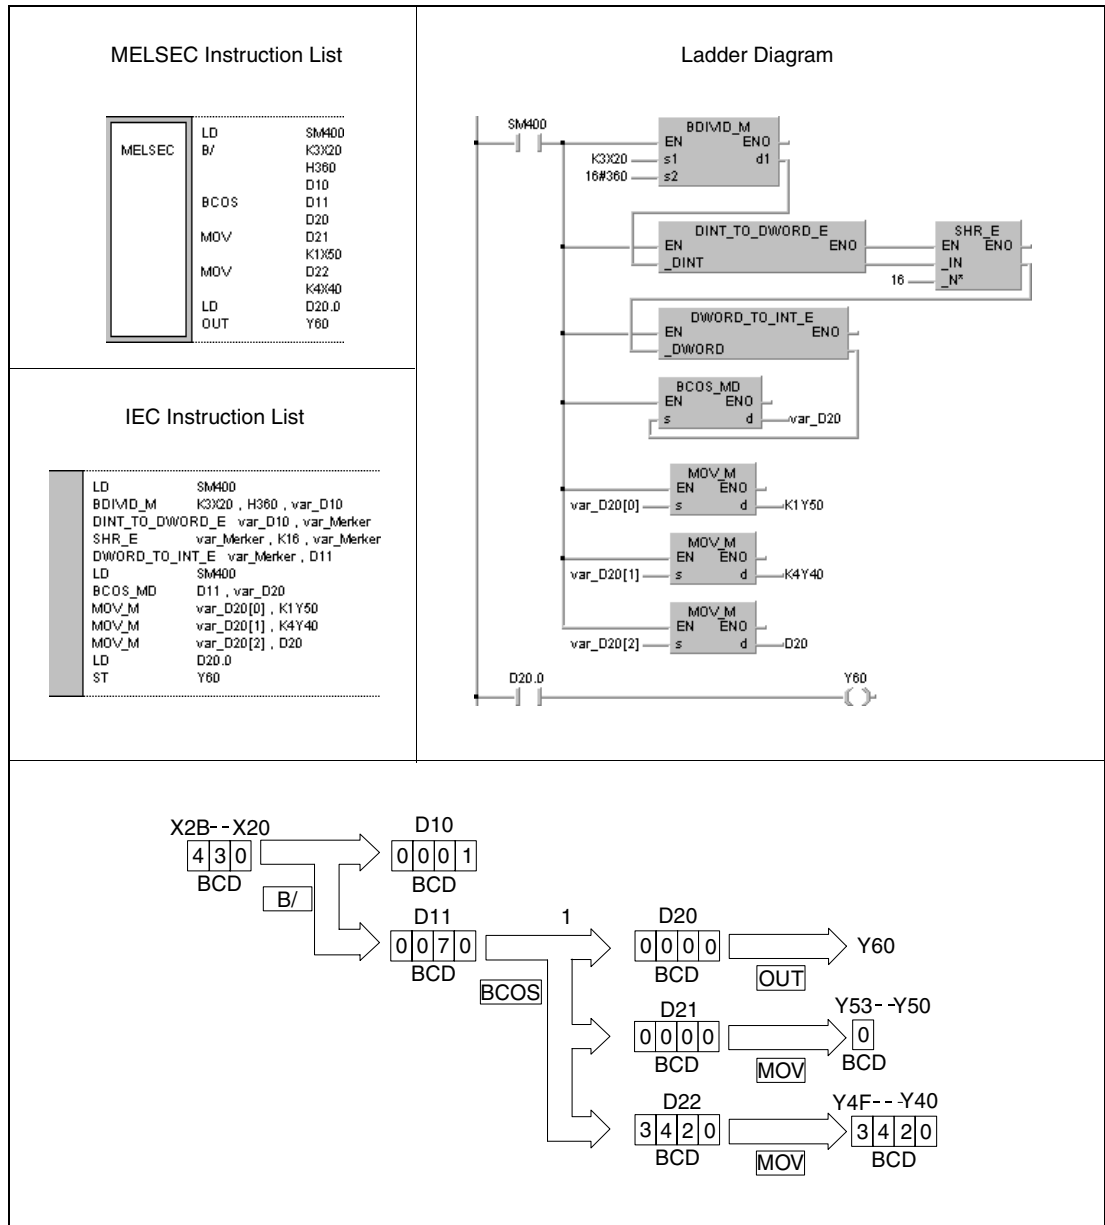 MELSEC Instruction List
MELSEC
LD SM400
B/ K3X20
H360
D10
BCOS D11
D20
MOV D21
K1X50
MOV D22
K4X40
LD D20.0
OUT Y60
IEC Instruction List
LD SM400
BDIVID_M K3X20 , H360 , var_D10
DINT_TO_DWORD_E var_D10 , var_Merker
SHR_E var_Merker , K16 , var_Merker
DWORD_TO_INT_E var_Merker , D11
LD SM400
BCOS_MD D11 , var_D20
MOV_M var_D20[0] , K1Y50
MOV_M var_D20[1] , K4Y40
MOV_M var_D20[2] , D20
LD D20.0
ST Y60
Ladder Diagram
SM400
BDIVID_M
EN ENO
K3X20 s1 d1
16#360 s2
DINT_TO_DWORD_E
EN ENO
_DINT
SHR_E
EN ENO
_IN
16 _N*
DWORD_TO_INT_E
EN ENO
_DWORD
BCOS_MD
EN ENO
s d var_D20
MOV_M
EN ENO
var_D20[0] s d K1Y50
MOV_M
EN ENO
var_D20[1] s d K4Y40
MOV_M
EN ENO
var_D20[2] s d D20
D20.0 Y60
X2B--X20 D10
4 3 0 0 0 0 1
BCD BCD
B/
D11 1 D20
0 0 7 0 0 0 0 0 Y60
BCD BCD
BCOS OUT
D21 Y53--Y50
0 0 0 0 0
BCD MOV BCD
D22 Y4F---Y40
3 4 2 0 3 4 2 0
BCD MOV BCD